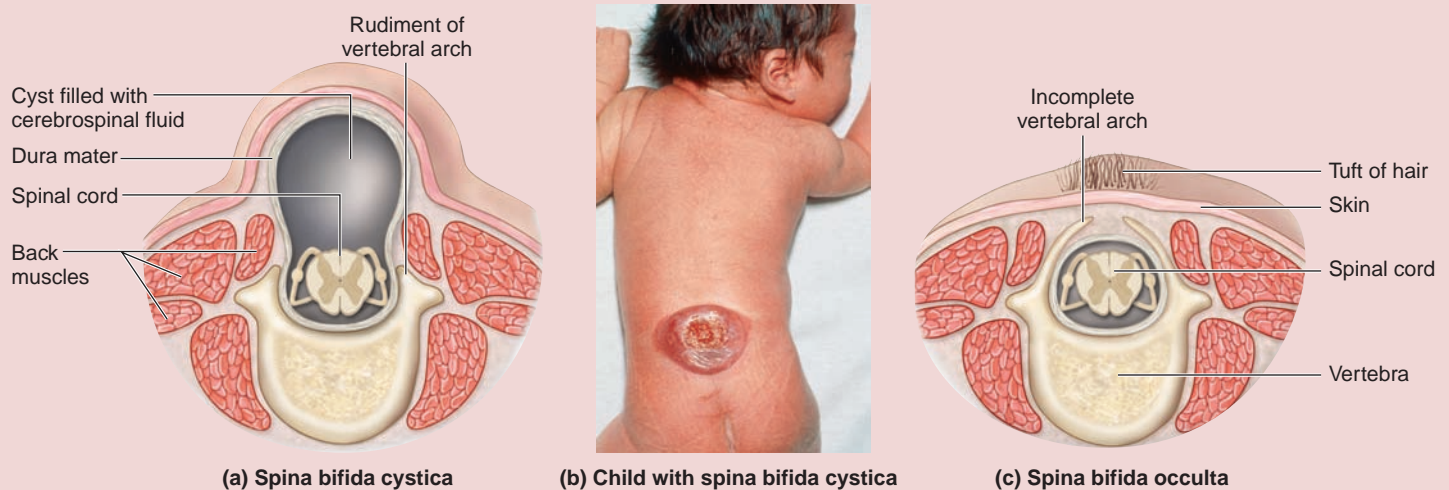 Rudiment of
vertebral arch
Cyst filled with
cerebrospinal fluid
Dura mater
Spinal cord
Back
muscles
(a) Spina bifida cystica
(b) Child with spina bifida cystica
Incomplete
vertebral arch
Tuft of hair
Skin
Spinal cord
Vertebra
(c) Spina bifida occulta